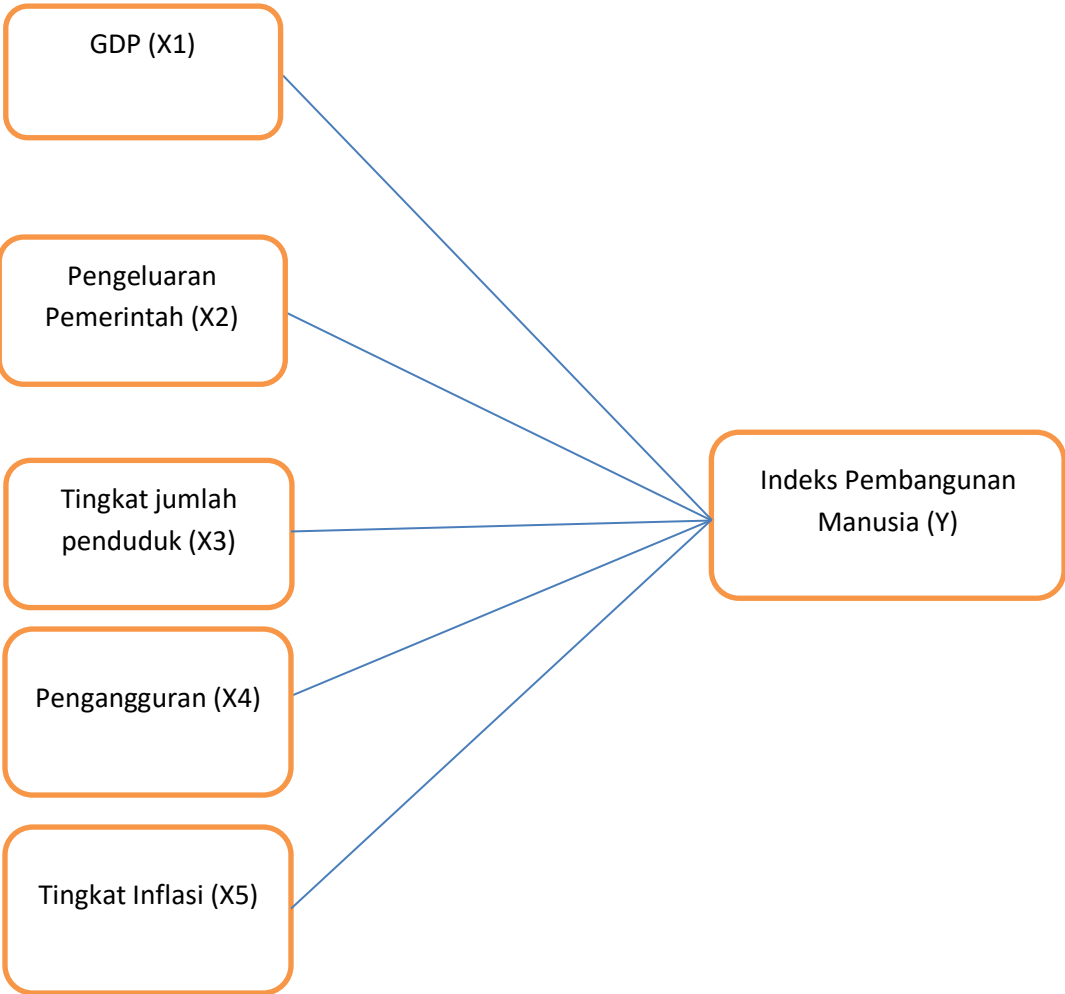 GDP (X1)
Pengeluaran
Pemerintah (X2)
Tingkat jumlah
penduduk (X3)
Pengangguran (X4)
Tingkat Inflasi (X5)
Indeks Pembangunan
Manusia (Y)